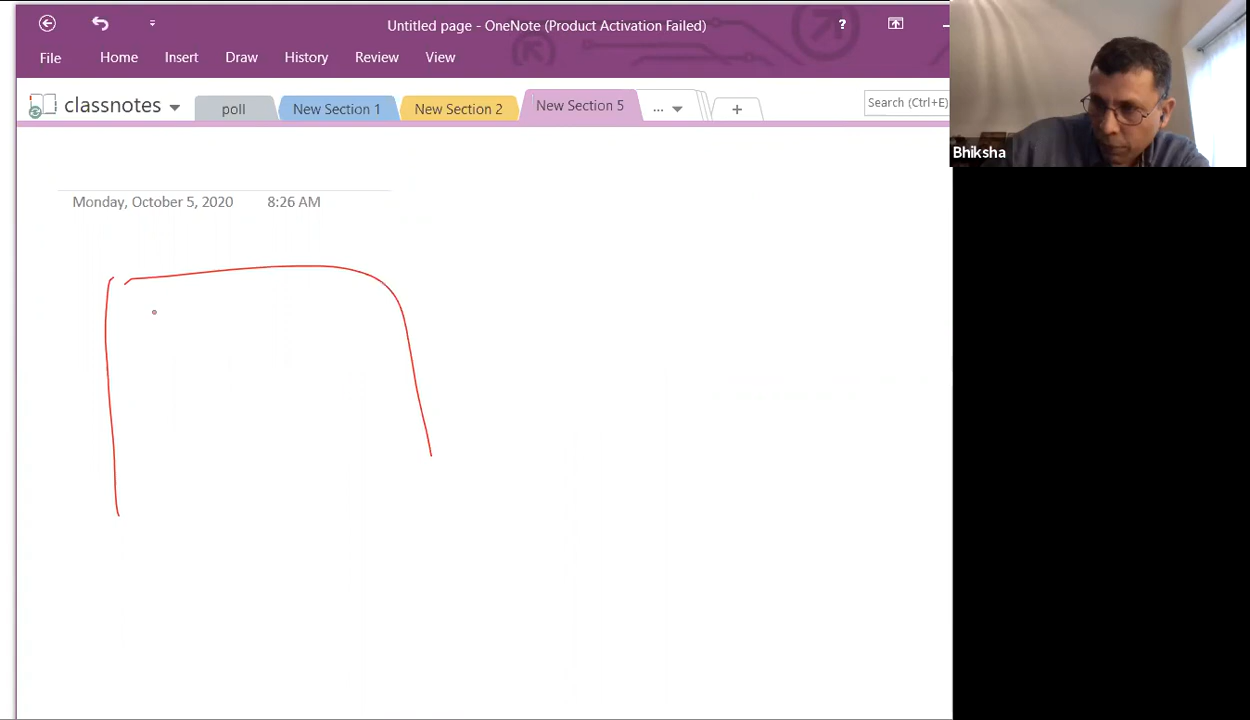 Untitled page - OneNote (Product Activation Failed)
?
File Home Insert Draw History Review View
classnotes poll New Section 1 New Section 2 New Section 5 ... + Search (Ctrl+E)
Bhiksha
Monday, October 5, 2020 8:26 AM